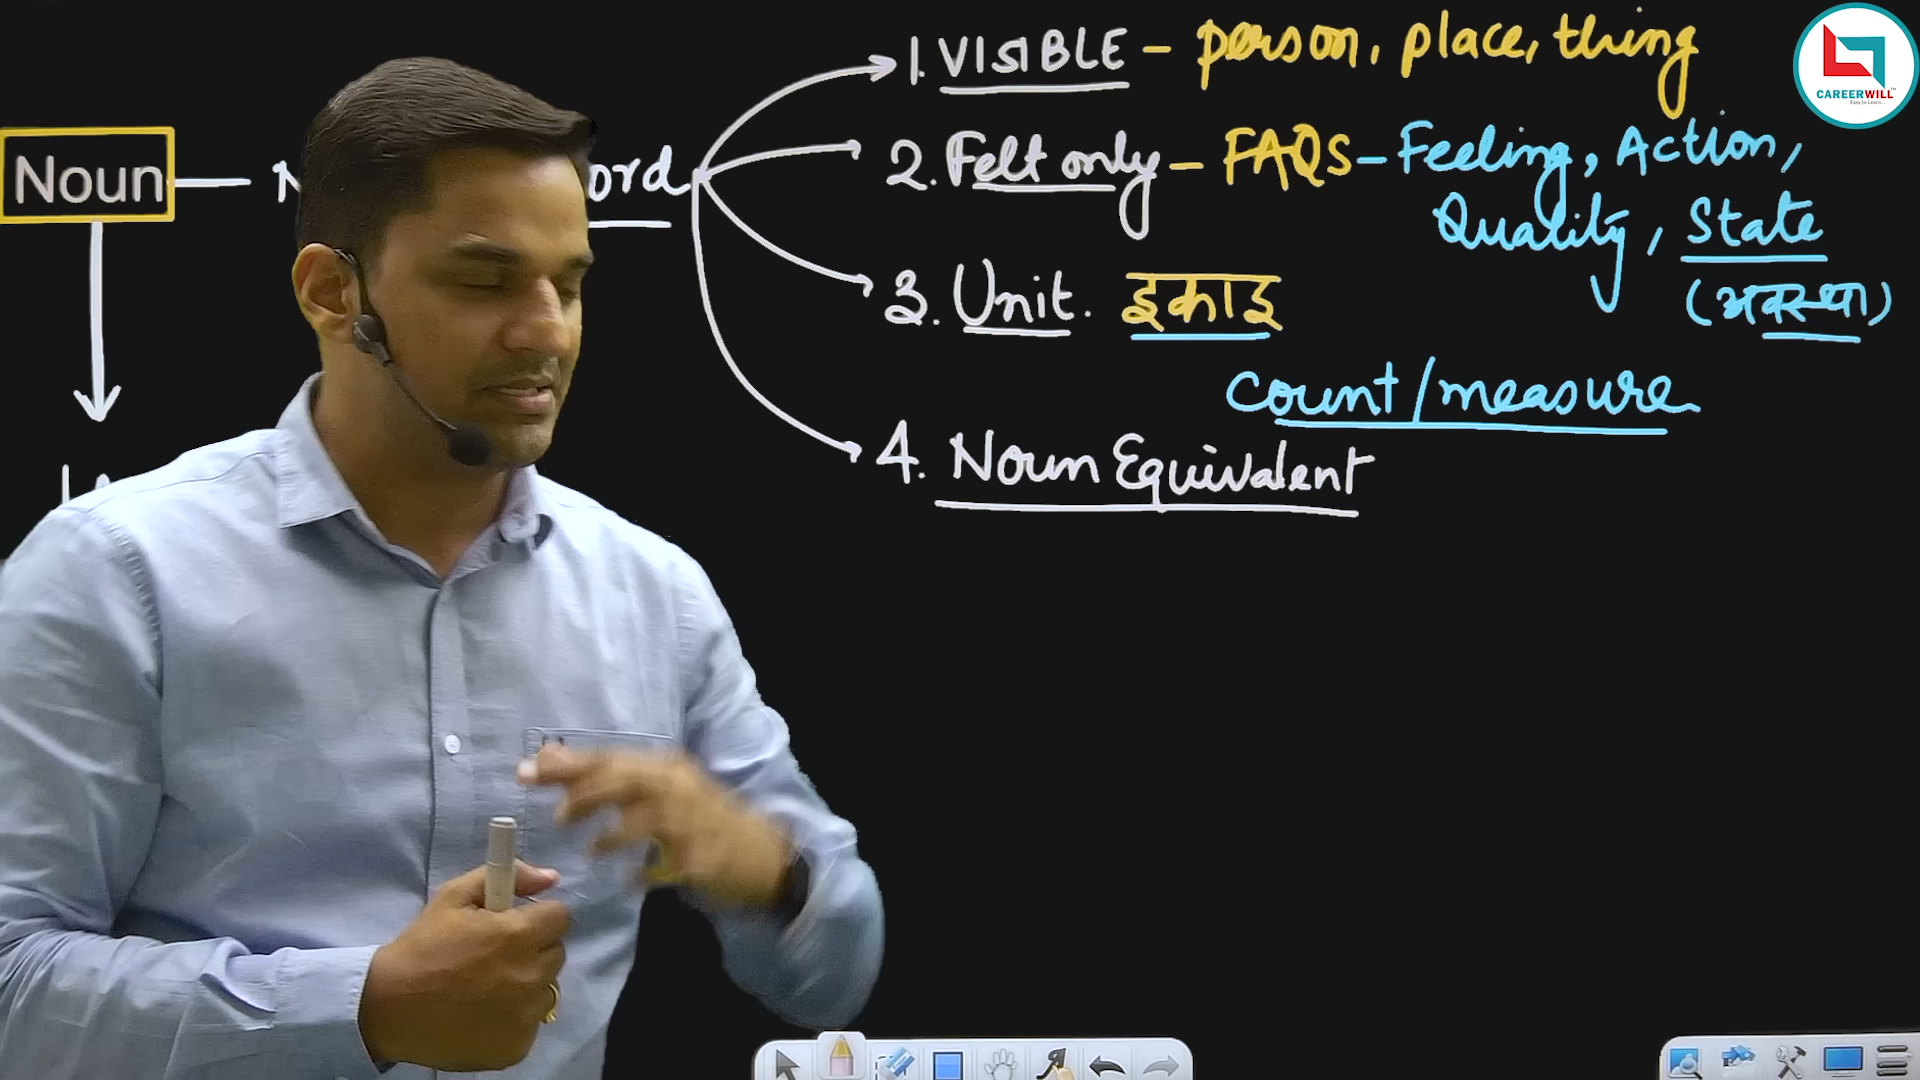 1. VISIBLE - person, place, thing
CAREERWILL
Noun
2. Felt only - FAQS - Feeling, Action,
Quality, State
(अवस्था)
3. Unit. इकाई
Count/measure
4. Noun Equivalent